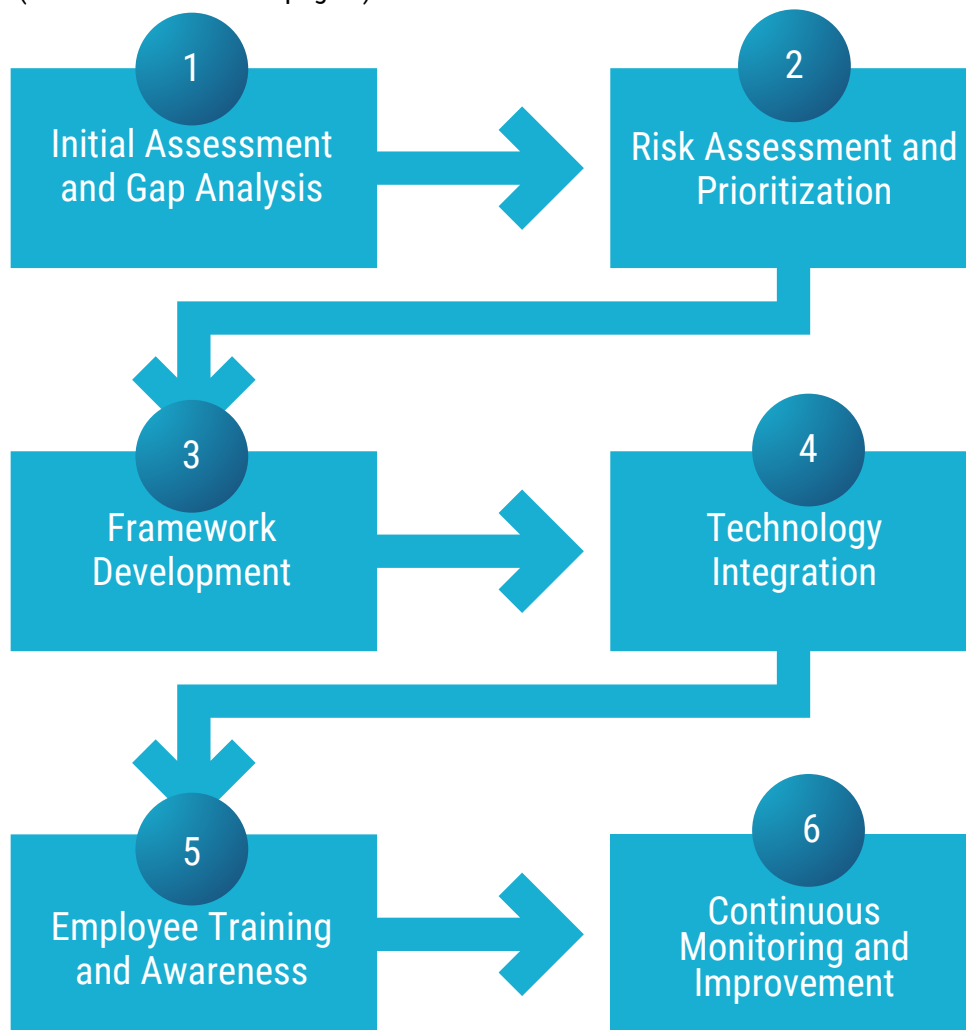 1
Initial Assessment
and Gap Analysis
2
Risk Assessment and
Prioritization
3
Framework
Development
4
Technology
Integration
5
Employee Training
and Awareness
6
Continuous
Monitoring and
Improvement